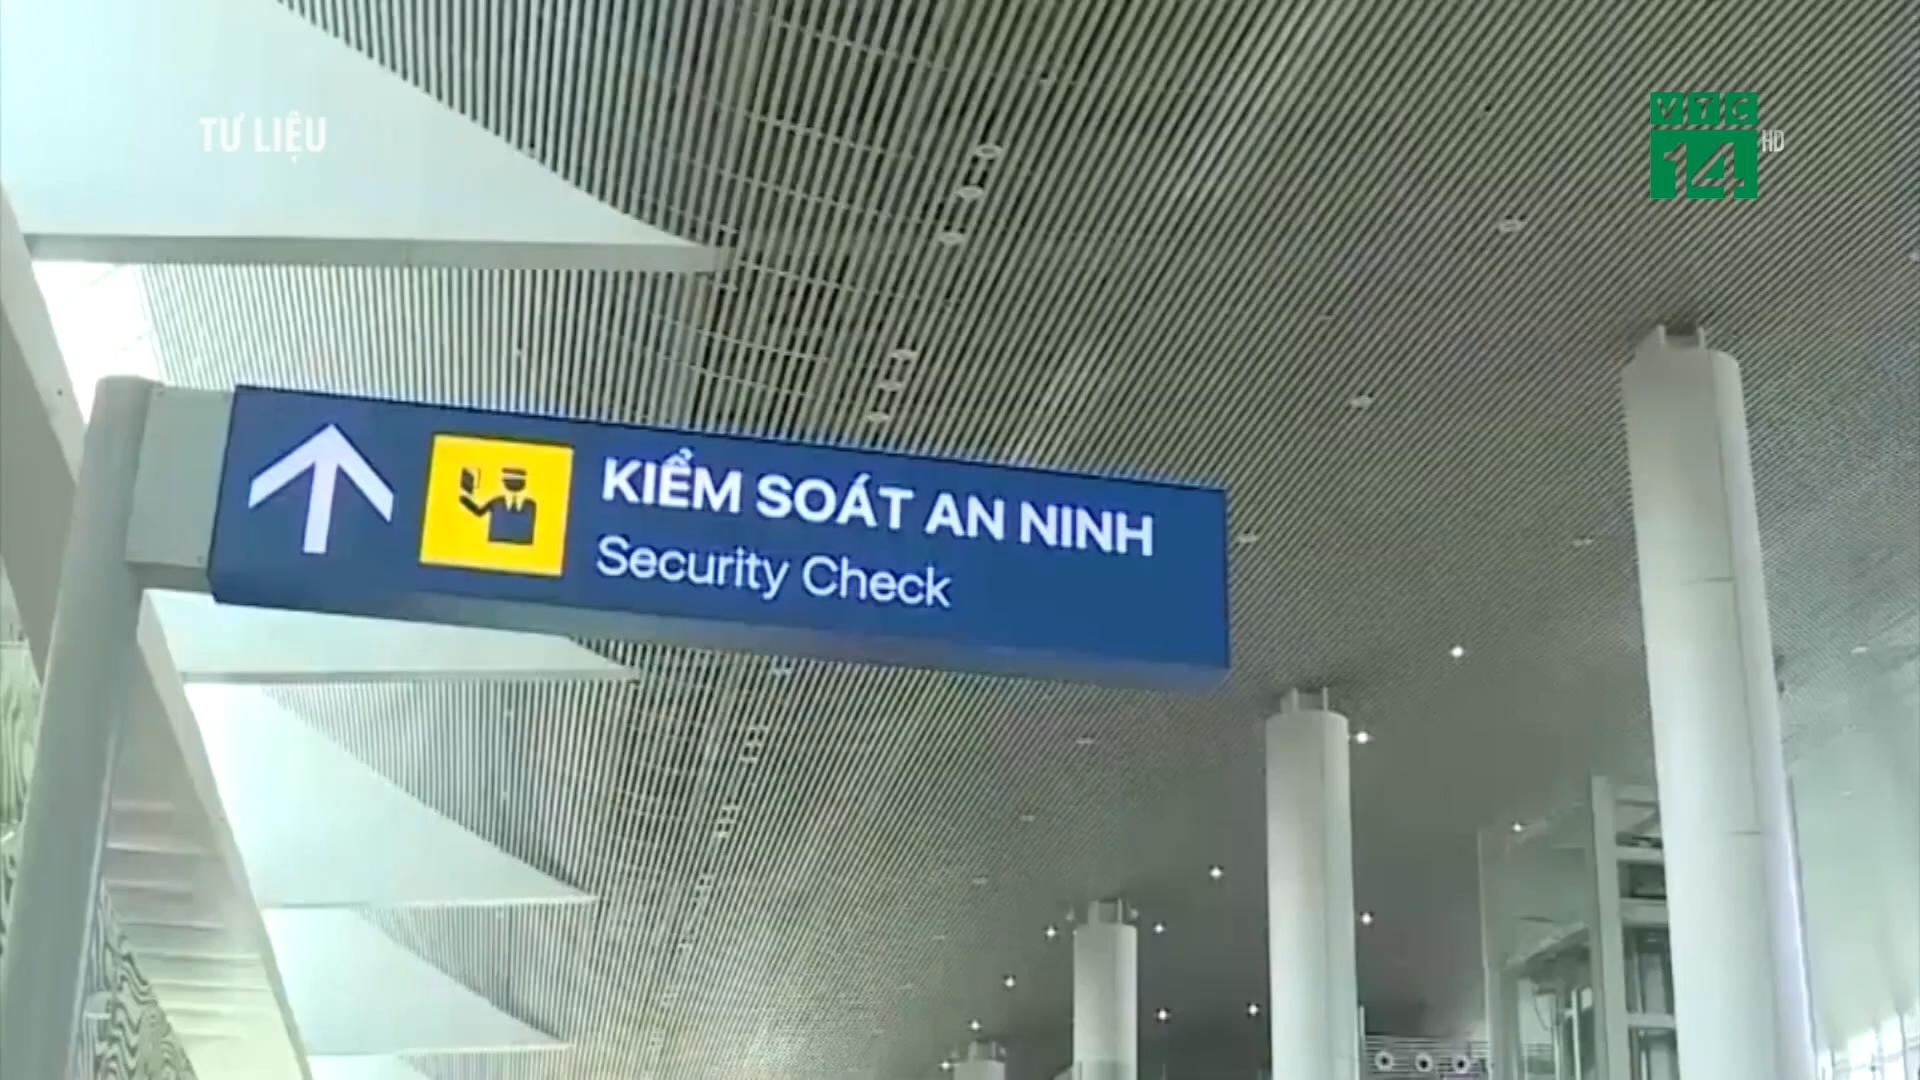 TƯ LIỆU
VTC
14
HD
KIỂM SOÁT AN NINH
Security Check